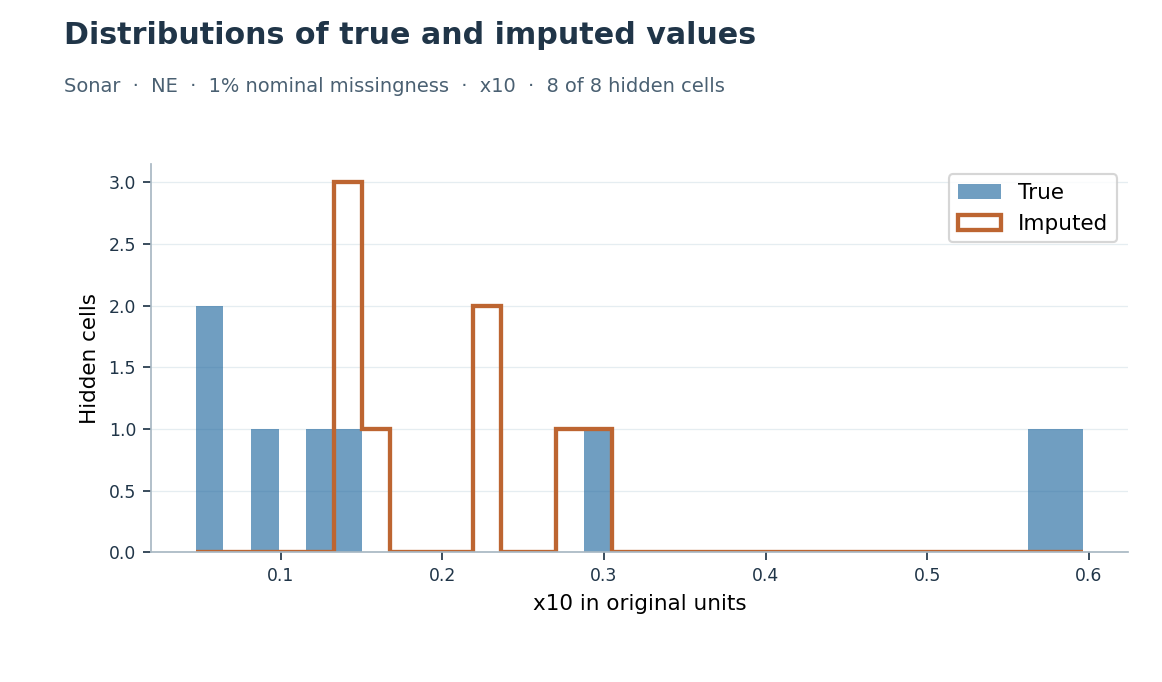 Distributions of true and imputed values
Sonar · NE · 1% nominal missingness · x10 · 8 of 8 hidden cells
3.0
2.5
2.0
1.5
1.0
0.5
0.0
Hidden cells
True
Imputed
0.1 0.2 0.3 0.4 0.5 0.6
x10 in original units